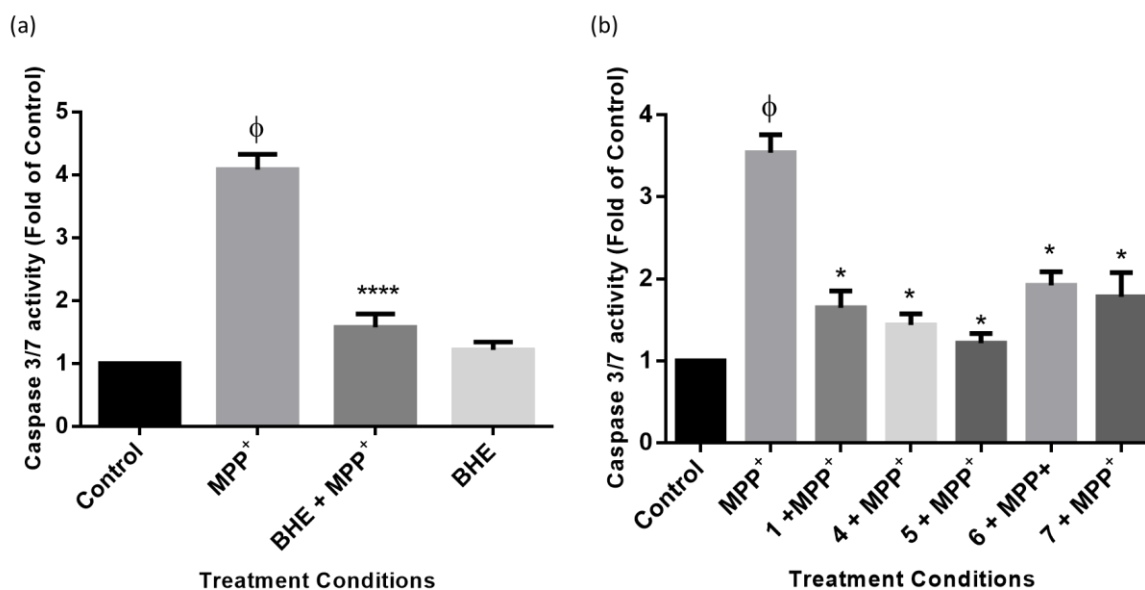 (a)
Caspase 3/7 activity (Fold of Control)
5
4
3
2
1
0
ϕ
****
Control
MPP⁺
BHE + MPP⁺
BHE
Treatment Conditions
(b)
Caspase 3/7 activity (Fold of Control)
4
3
2
1
0
ϕ
*
*
*
*
*
Control
MPP⁺
1 +MPP⁺
4 + MPP⁺
5 + MPP⁺
6 + MPP+
7 + MPP⁺
Treatment Conditions